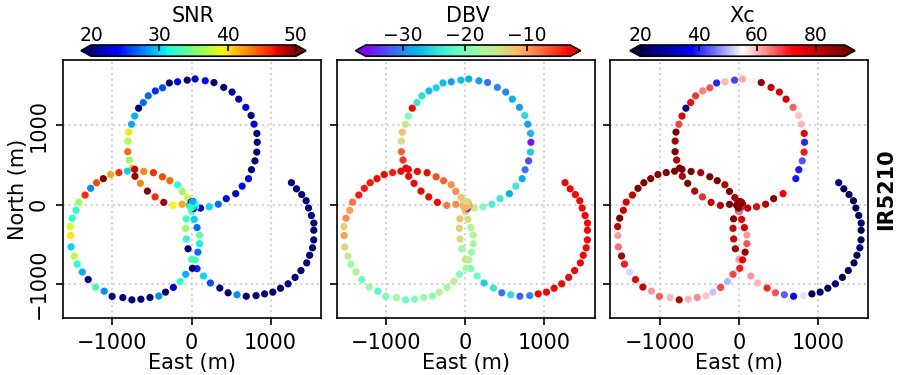 SNR DBV Xc
20 30 40 50 −30 −20 −10 20 40 60 80
North (m)
1000
0
−1000
IR5210
−1000 0 1000 −1000 0 1000 −1000 0 1000
East (m) East (m) East (m)